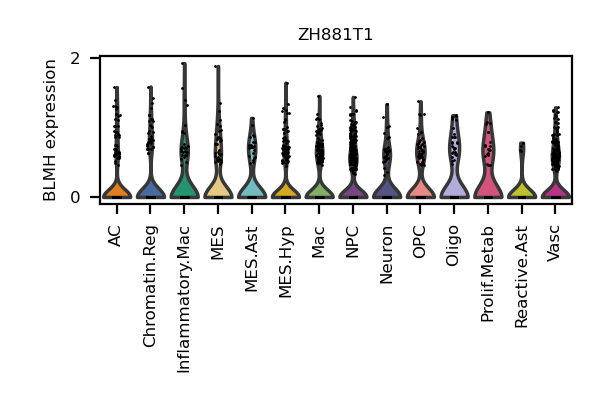 ZH881T1
BLMH expression
2
0
AC
Chromatin.Reg
Inflammatory.Mac
MES
MES.Ast
MES.Hyp
Mac
NPC
Neuron
OPC
Oligo
Prolif.Metab
Reactive.Ast
Vasc